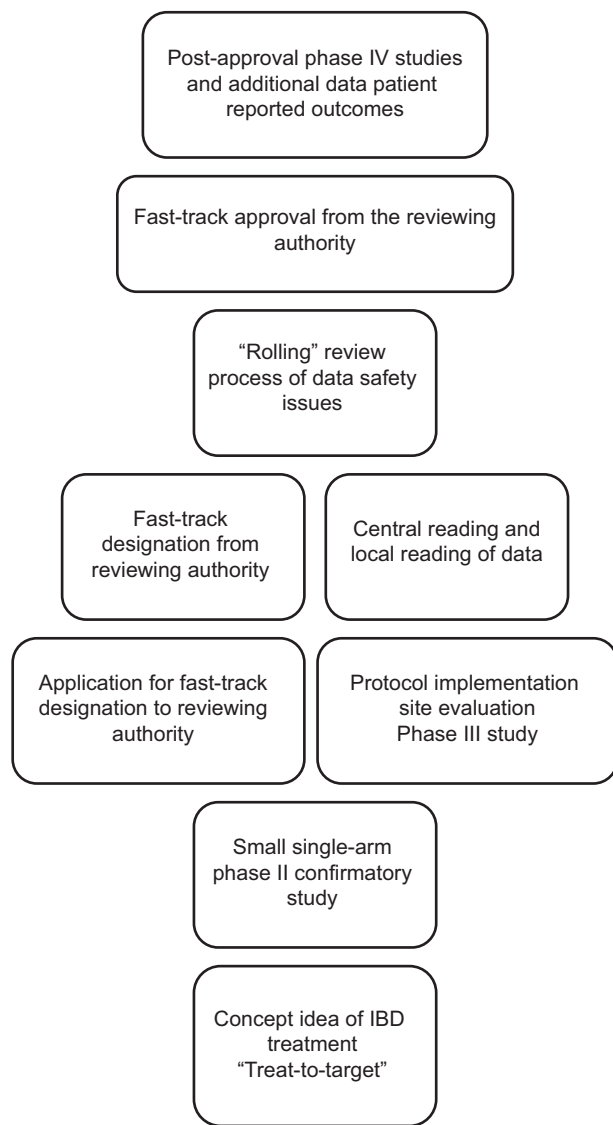 Post-approval phase IV studies
and additional data patient
reported outcomes
Fast-track approval from the reviewing
authority
“Rolling” review
process of data safety
issues
Fast-track
designation from
reviewing authority
Central reading and
local reading of data
Application for fast-track
designation to reviewing
authority
Protocol implementation
site evaluation
Phase III study
Small single-arm
phase II confirmatory
study
Concept idea of IBD
treatment
“Treat-to-target”